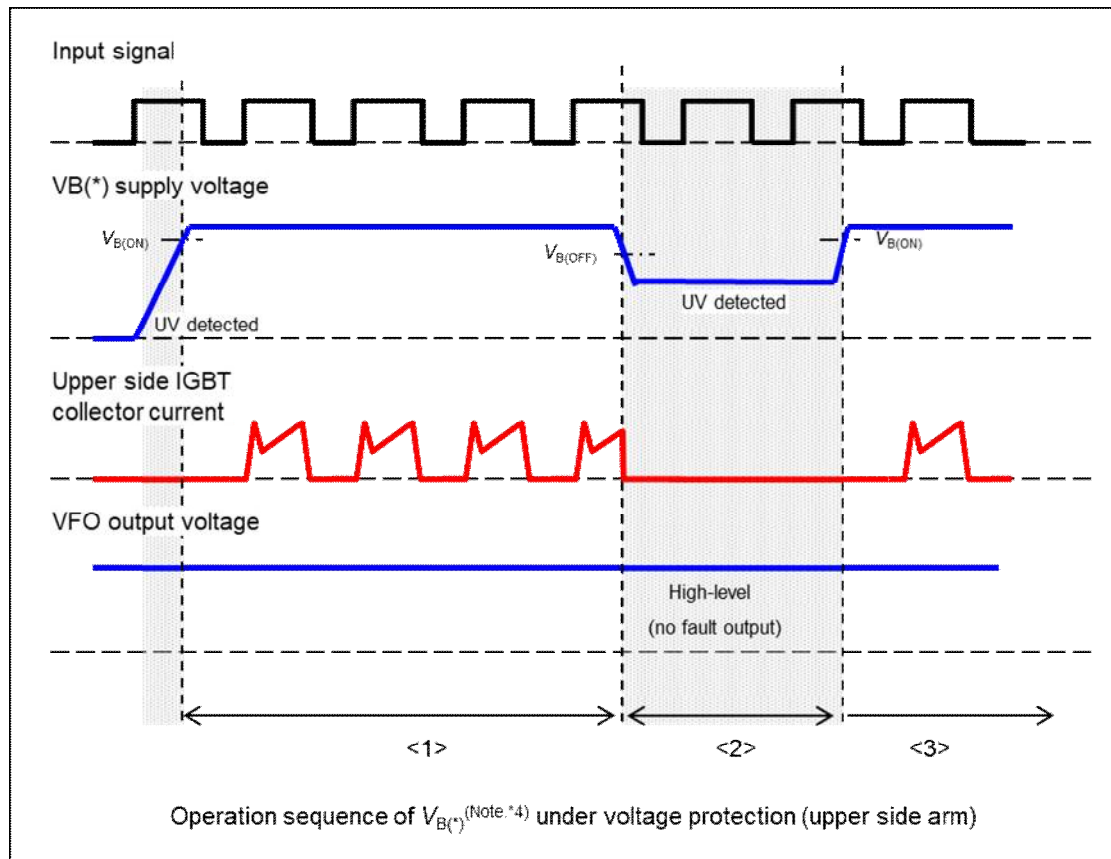 Input signal
VB(*) supply voltage
VB(ON)
VB(OFF)
VB(ON)
UV detected
UV detected
Upper side IGBT
collector current
VFO output voltage
High-level
(no fault output)
<1>
<2>
<3>
Operation sequence of VB(*)(Note.*4) under voltage protection (upper side arm)